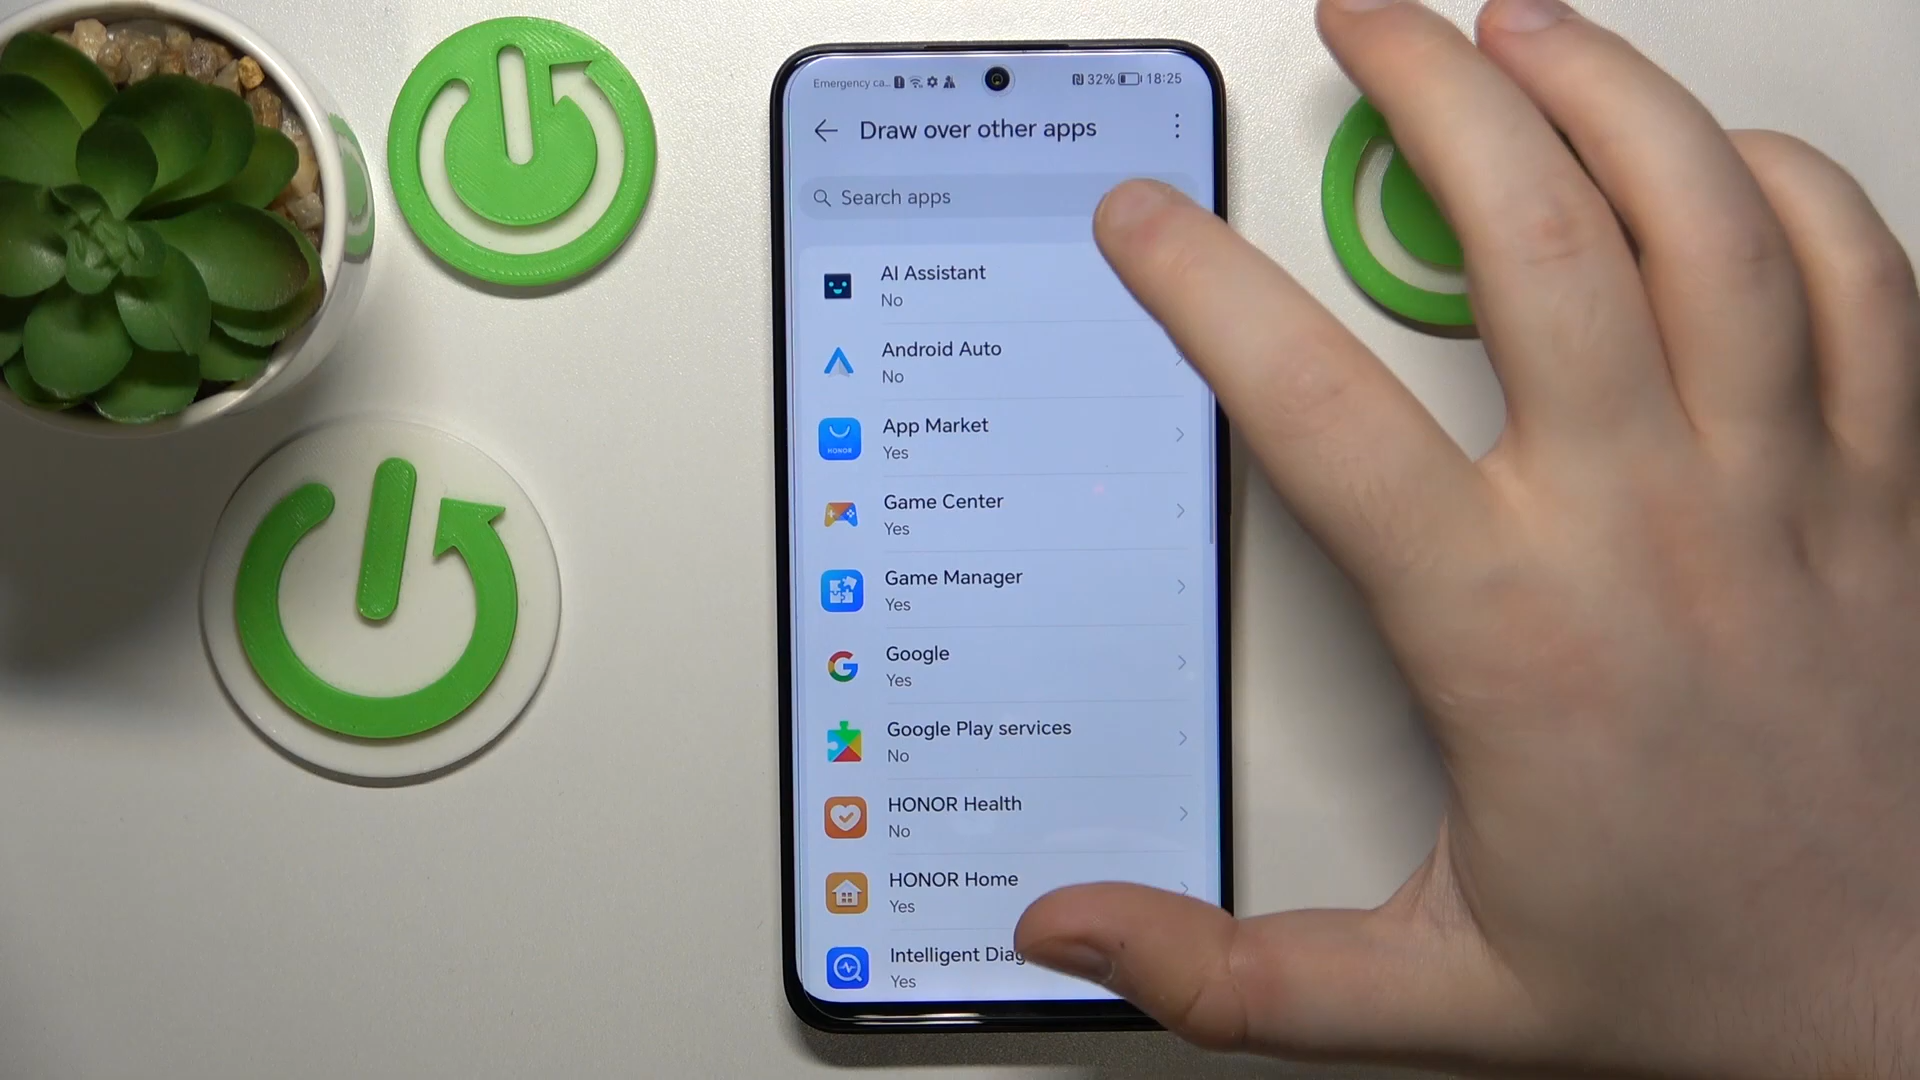 Emergency ca... 32% 18:25
Draw over other apps
Search apps
AI Assistant
No
Android Auto
No
App Market
Yes
HONOR
Game Center
Yes
Game Manager
Yes
Google
Yes
Google Play services
No
HONOR Health
No
HONOR Home
Yes
Intelligent Diag
Yes